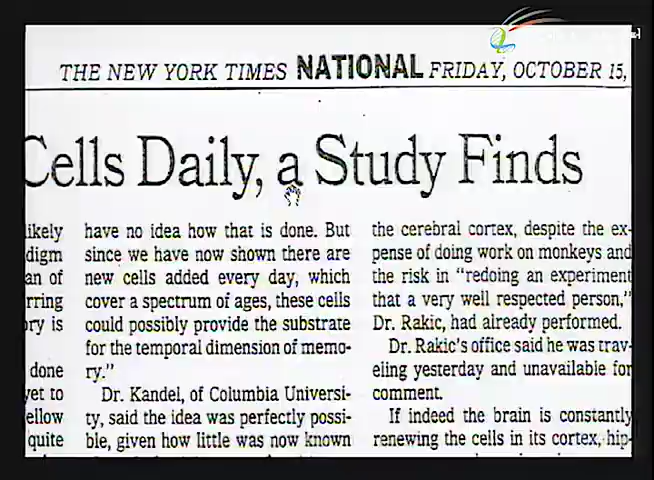 THE NEW YORK TIMES NATIONAL FRIDAY, OCTOBER 15,
Cells Daily, a Study Finds
likely
digm
an of
rring
ory is
done
yet to
ellow
quite
have no idea how that is done. But
since we have now shown there are
new cells added every day, which
cover a spectrum of ages, these cells
could possibly provide the substrate
for the temporal dimension of memo-
ry."
Dr. Kandel, of Columbia Universi-
ty, said the idea was perfectly possi-
ble, given how little was now known
the cerebral cortex, despite the ex-
pense of doing work on monkeys and
the risk in "redoing an experiment
that a very well respected person,"
Dr. Rakic, had already performed.
Dr. Rakic's office said he was trav-
eling yesterday and unavailable for
comment.
If indeed the brain is constantly
renewing the cells in its cortex, hip-